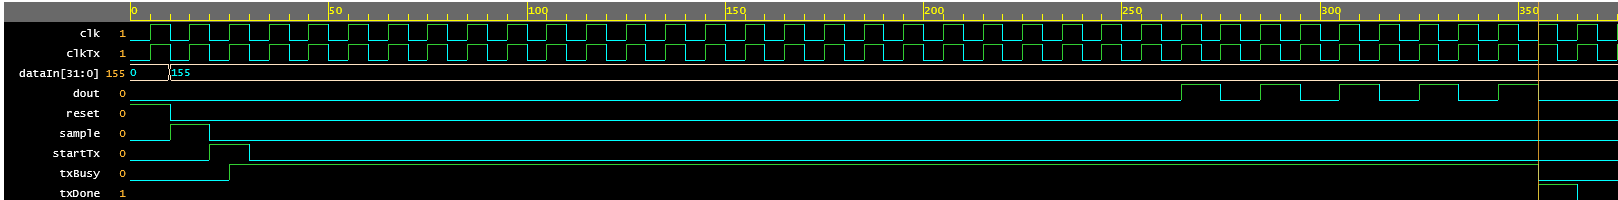 0 50 100 150 200 250 300 350
clk 1
clkTx 1
dataIn[31:0] 155 0 155
dout 0
reset 0
sample 0
startTx 0
txBusy 0
txDone 1